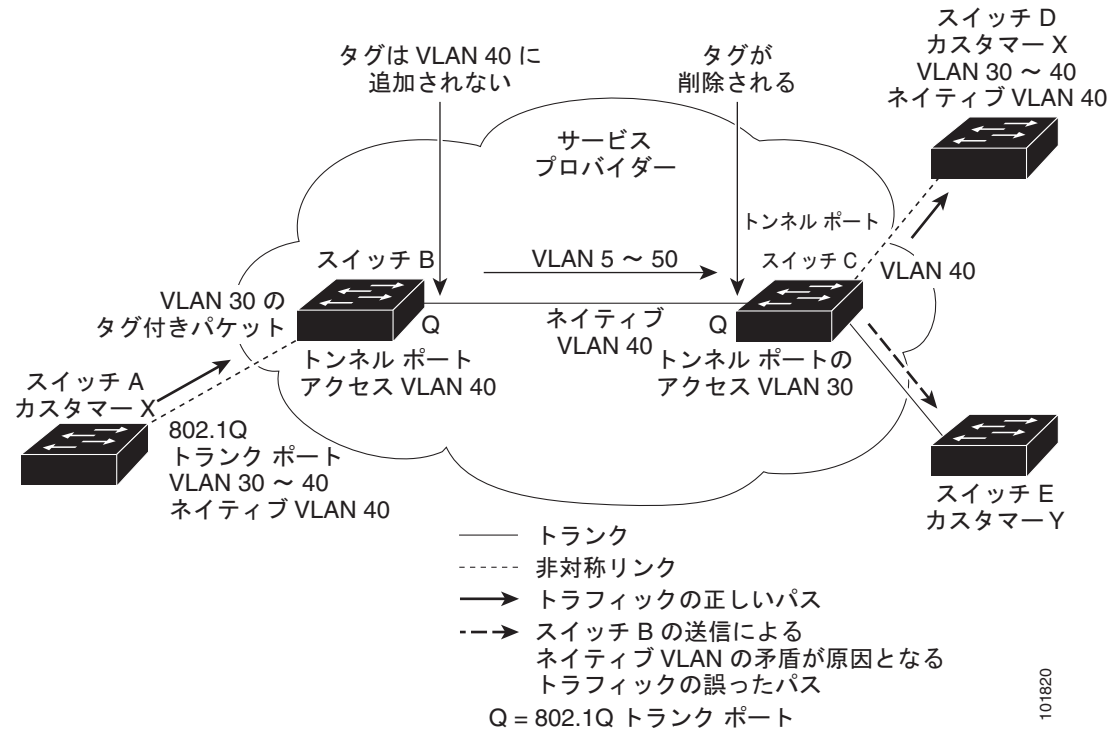 タグは VLAN 40 に
追加されない
タグが
削除される
スイッチ D
カスタマー X
VLAN 30 ～ 40
ネイティブ VLAN 40
サービス
プロバイダー
トンネル ポート
スイッチ B
VLAN 5 ～ 50
スイッチ C
VLAN 40
VLAN 30 の
タグ付きパケット
Q
ネイティブ
VLAN 40
Q
トンネル ポート
アクセス VLAN 40
トンネル ポートの
アクセス VLAN 30
スイッチ A
カスタマー X
802.1Q
トランク ポート
VLAN 30 ～ 40
ネイティブ VLAN 40
スイッチ E
カスタマー Y
トランク
非対称リンク
トラフィックの正しいパス
スイッチ B の送信による
ネイティブ VLAN の矛盾が原因となる
トラフィックの誤ったパス
Q = 802.1Q トランク ポート
101820